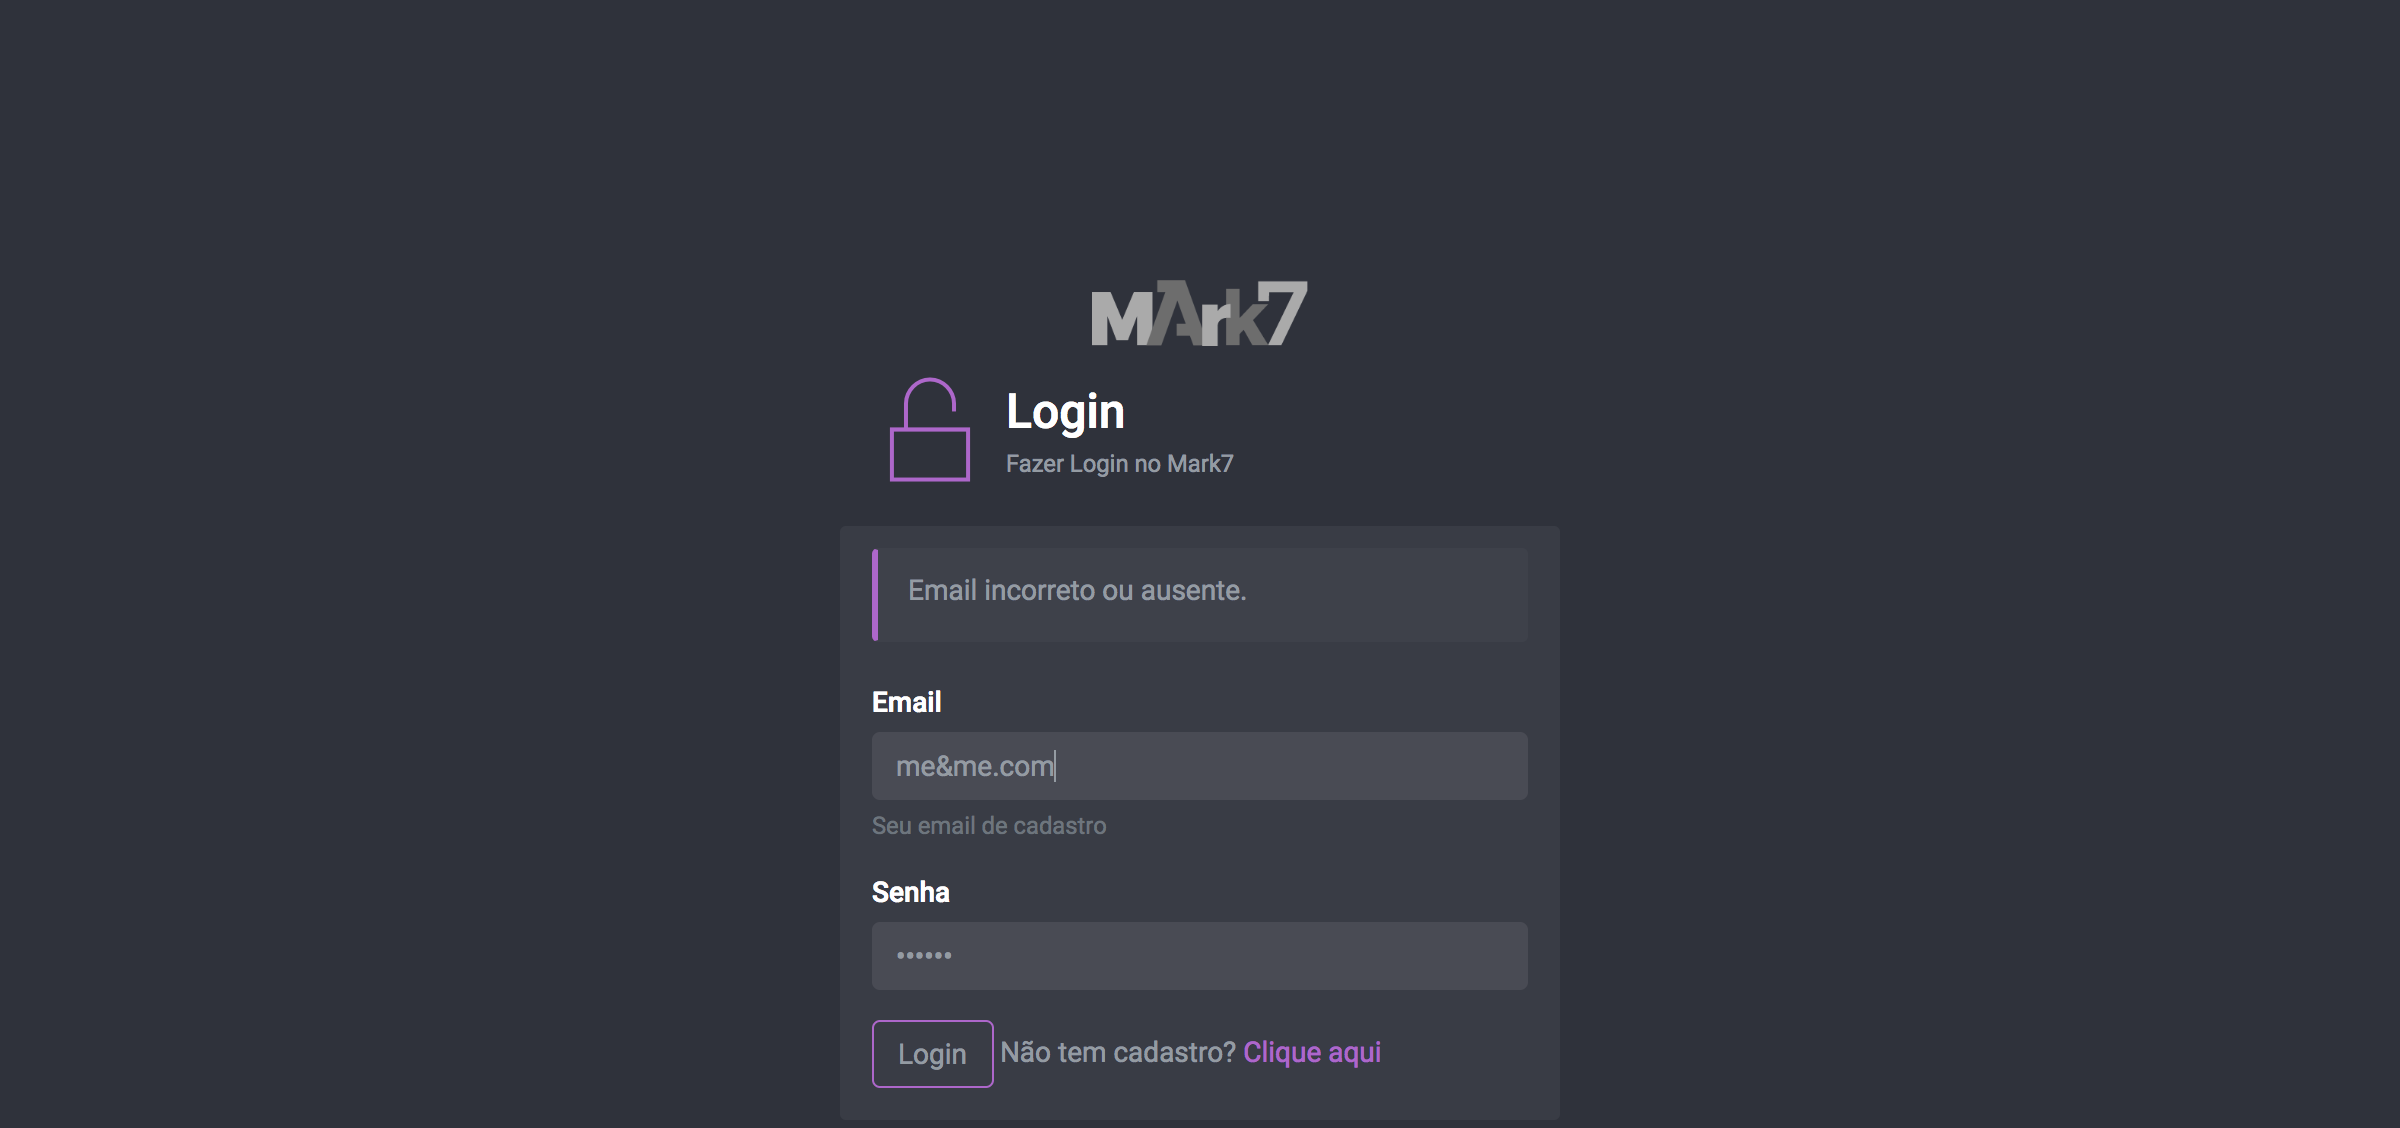 MArk7
Login
Fazer Login no Mark7
Email incorreto ou ausente.
Email
me&me.com
Seu email de cadastro
Senha
••••••
Login Não tem cadastro? Clique aqui